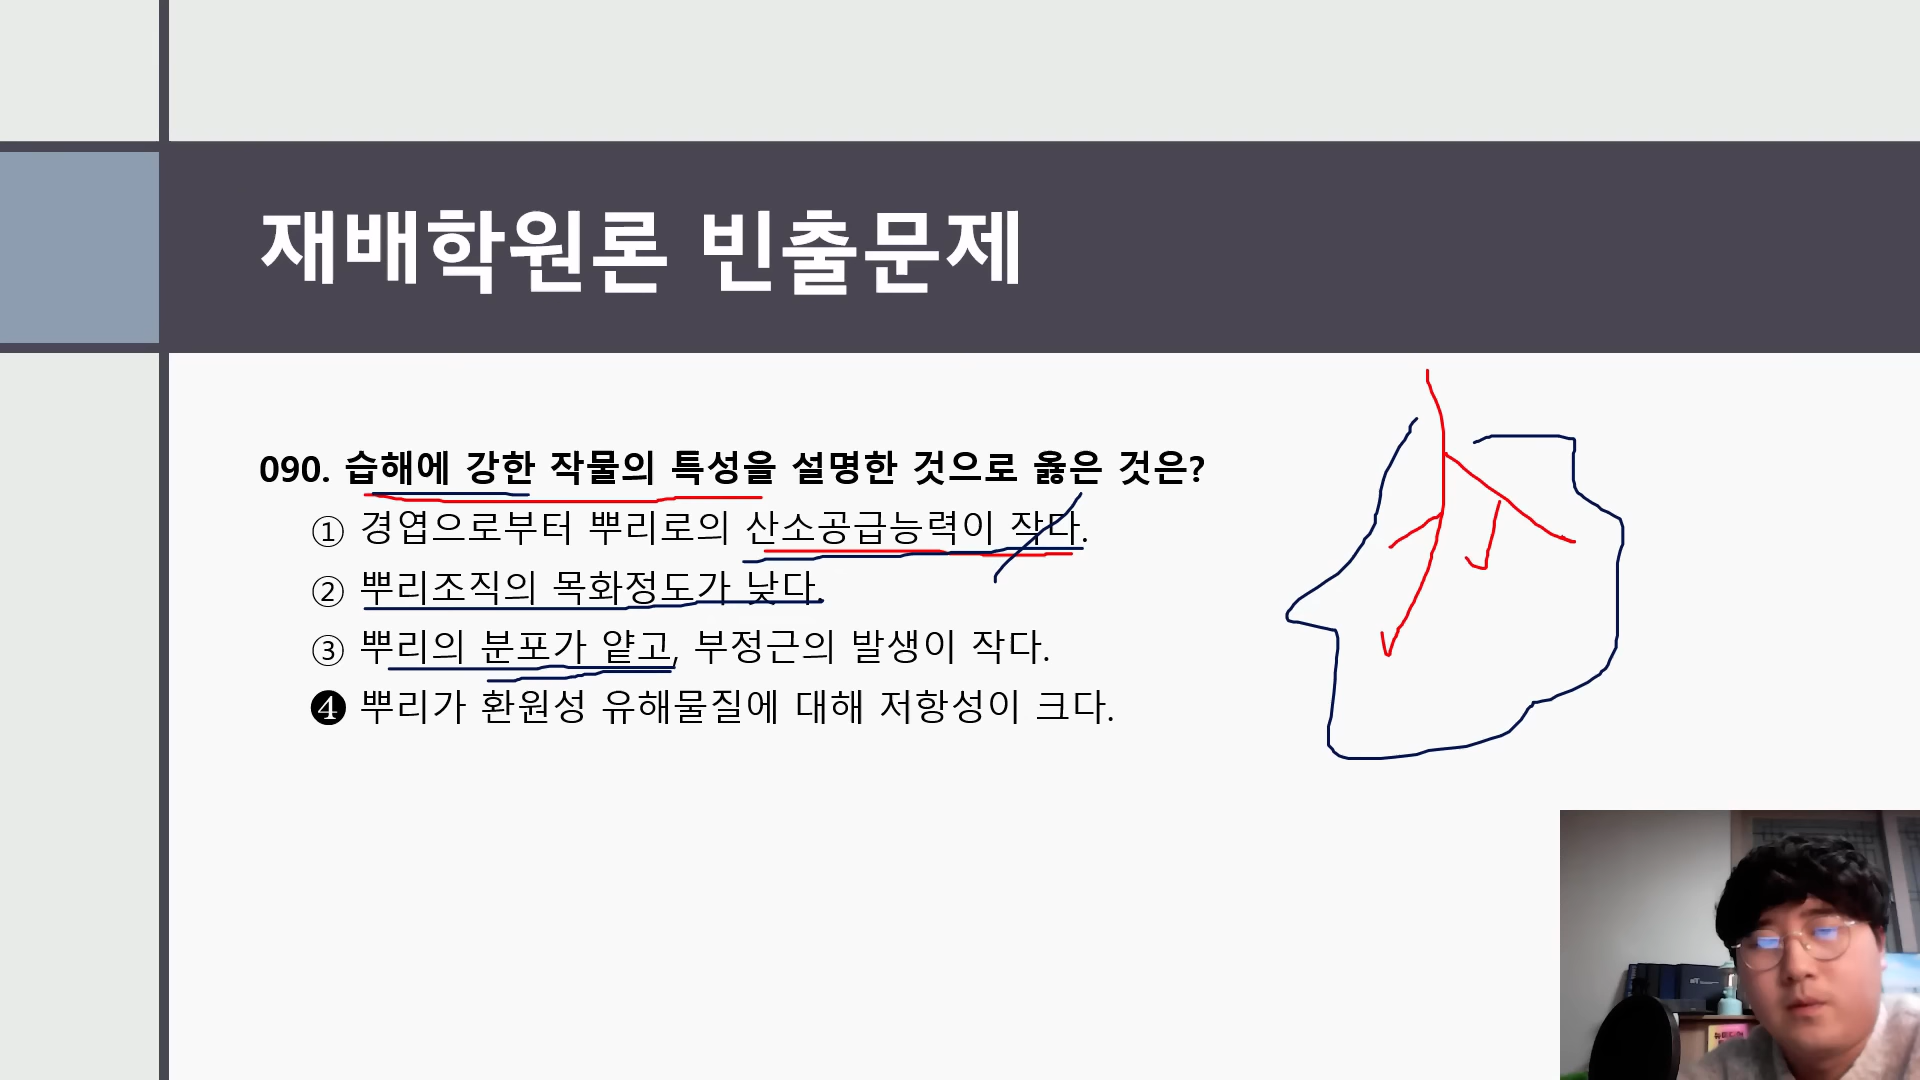 재배학원론 빈출문제
090. 습해에 강한 작물의 특성을 설명한 것으로 옳은 것은?
① 경엽으로부터 뿌리로의 산소공급능력이 작다.
② 뿌리조직의 목화정도가 낮다.
③ 뿌리의 분포가 얕고, 부정근의 발생이 작다.
❹ 뿌리가 환원성 유해물질에 대해 저항성이 크다.